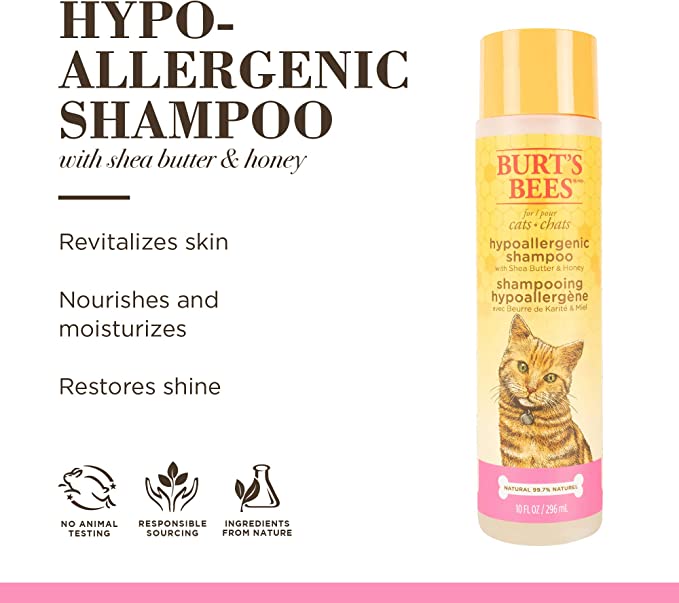 HYPO-
ALLERGENIC
SHAMPOO
with shea butter & honey
Revitalizes skin
Nourishes and
moisturizes
Restores shine
NO ANIMAL
TESTING
RESPONSIBLE
SOURCING
INGREDIENTS
FROM NATURE
BURT'S
BEES
for / pour
cats • chats
hypoallergenic
shampoo
with Shea Butter & Honey
shampooing
hypoallergène
avec Beurre de Karité & Miel
NATURAL 99.7% NATUREL
10 FL OZ / 296 mL